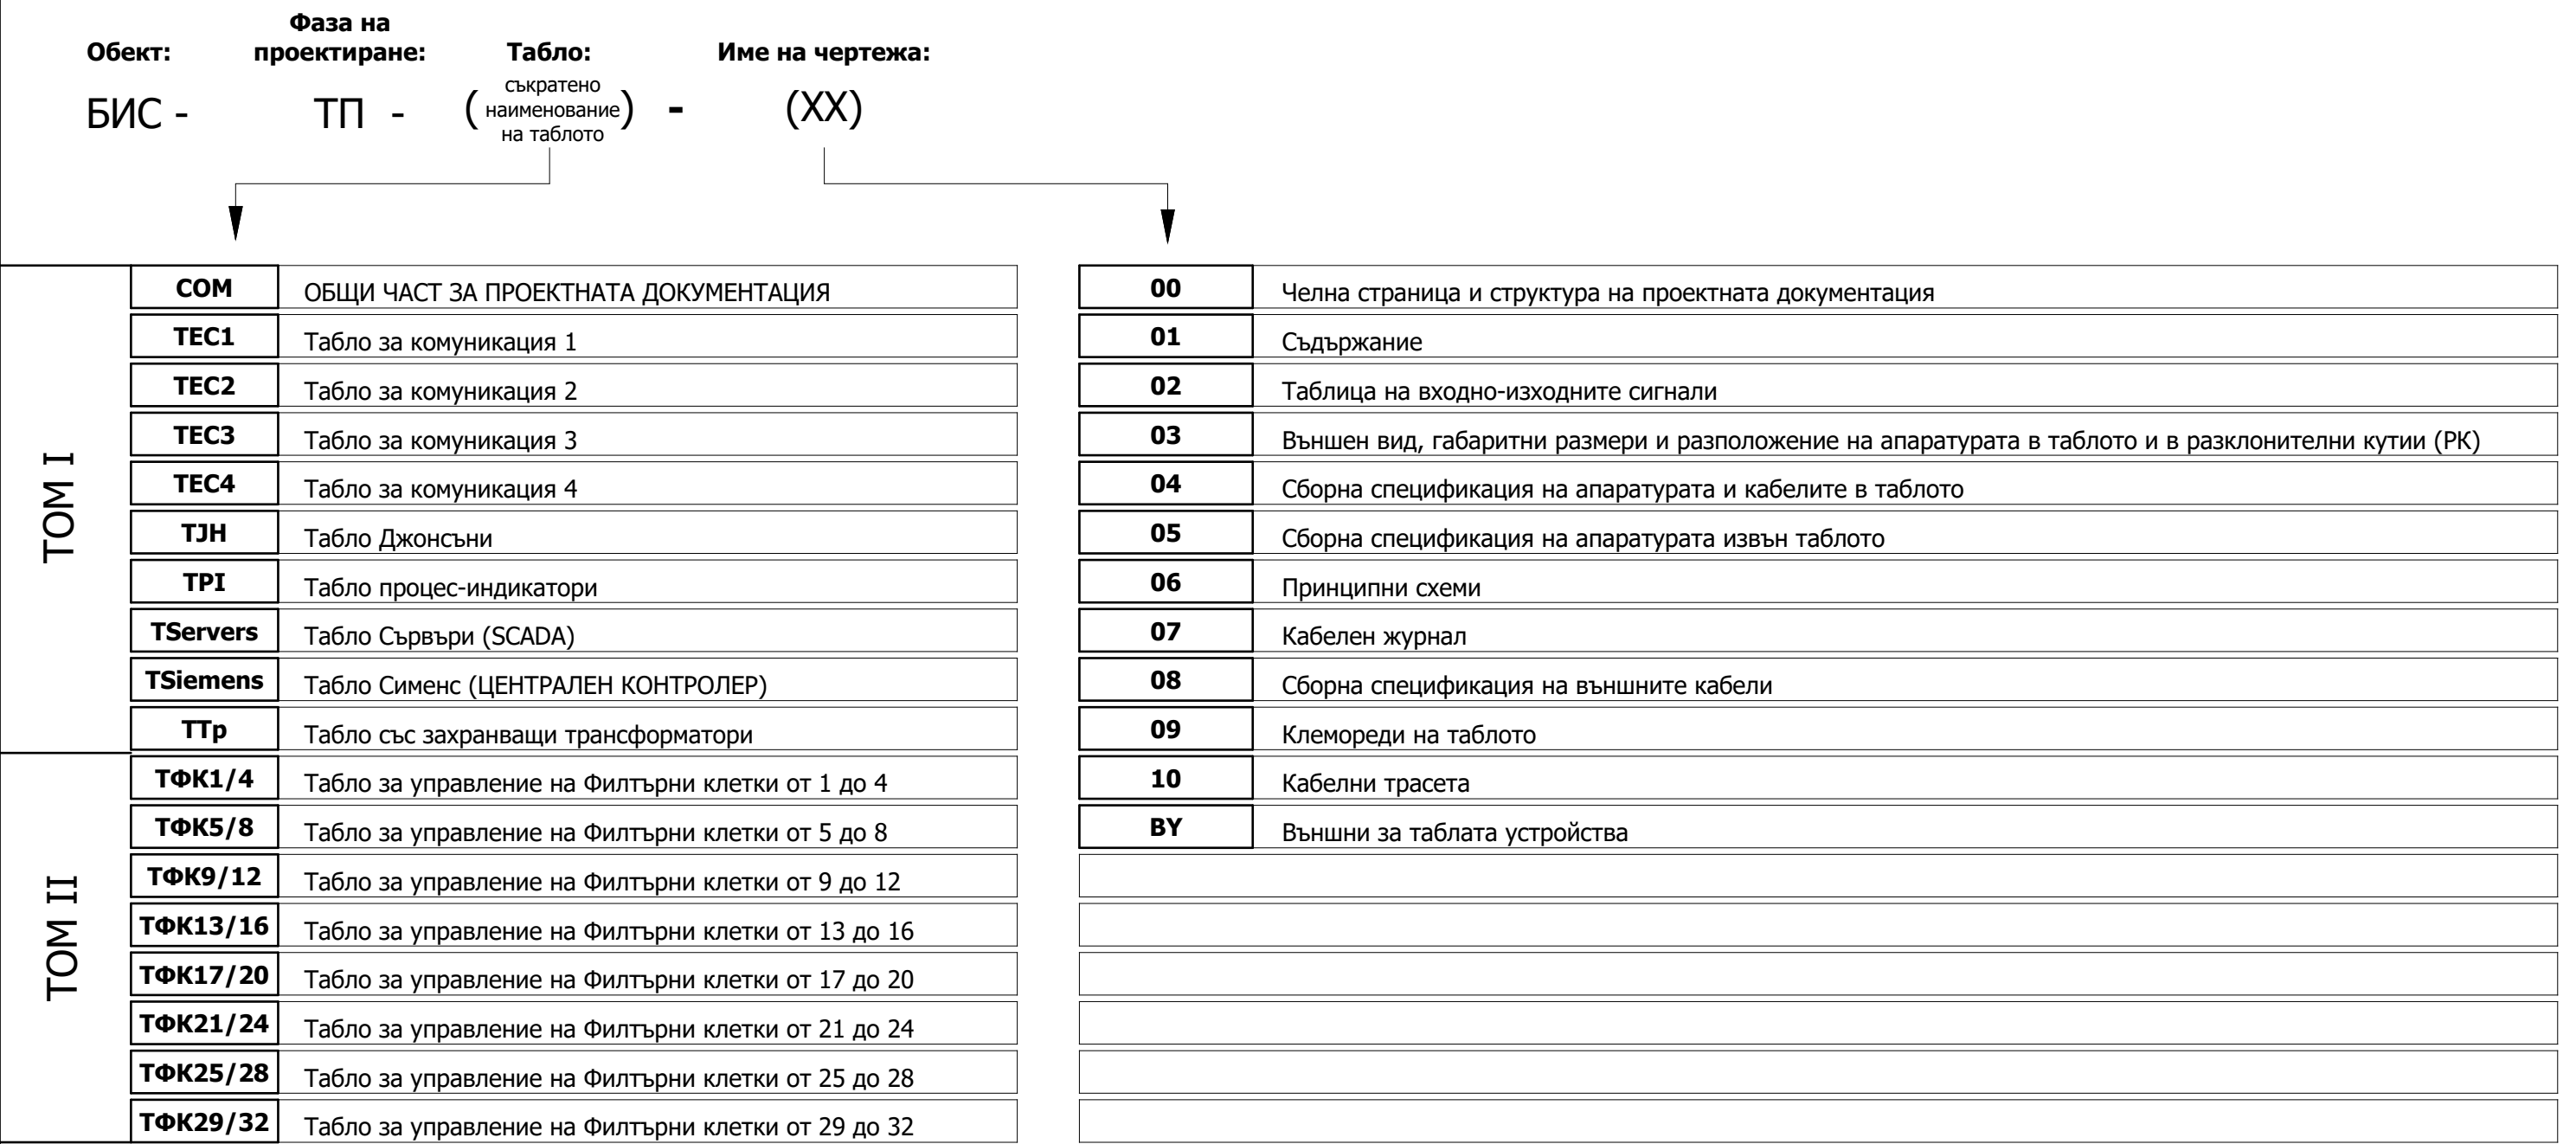 Обект:
Фаза на
проектиране:
Табло:
Име на чертежа:
БИС -
ТП -
(съкратено
наименование
на таблото)
-
(XX)
ТОМ I
COM ОБЩИ ЧАСТ ЗА ПРОЕКТНАТА ДОКУМЕНТАЦИЯ
TEC1 Табло за комуникация 1
TEC2 Табло за комуникация 2
TEC3 Табло за комуникация 3
TEC4 Табло за комуникация 4
TJH Табло Джонсъни
TPI Табло процес-индикатори
TServers Табло Сървъри (SCADA)
TSiemens Табло Сименс (ЦЕНТРАЛЕН КОНТРОЛЕР)
ТТр Табло със захранващи трансформатори
ТОМ II
ТФК1/4 Табло за управление на Филтърни клетки от 1 до 4
ТФК5/8 Табло за управление на Филтърни клетки от 5 до 8
ТФК9/12 Табло за управление на Филтърни клетки от 9 до 12
ТФК13/16 Табло за управление на Филтърни клетки от 13 до 16
ТФК17/20 Табло за управление на Филтърни клетки от 17 до 20
ТФК21/24 Табло за управление на Филтърни клетки от 21 до 24
ТФК25/28 Табло за управление на Филтърни клетки от 25 до 28
ТФК29/32 Табло за управление на Филтърни клетки от 29 до 32
00 Челна страница и структура на проектната документация
01 Съдържание
02 Таблица на входно-изходните сигнали
03 Външен вид, габаритни размери и разположение на апаратурата в таблото и в разклонителни кутии (РК)
04 Сборна спецификация на апаратурата и кабелите в таблото
05 Сборна спецификация на апаратурата извън таблото
06 Принципни схеми
07 Кабелен журнал
08 Сборна спецификация на външните кабели
09 Клемореди на таблото
10 Кабелни трасета
ВУ Външни за таблата устройства